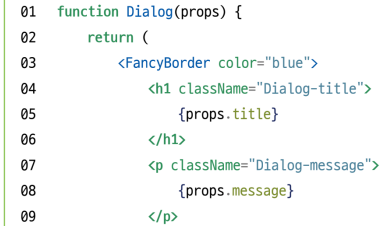 01 function Dialog(props) {
02     return (
03         <FancyBorder color="blue">
04             <h1 className="Dialog-title">
05                 {props.title}
06             </h1>
07             <p className="Dialog-message">
08                 {props.message}
09             </p>